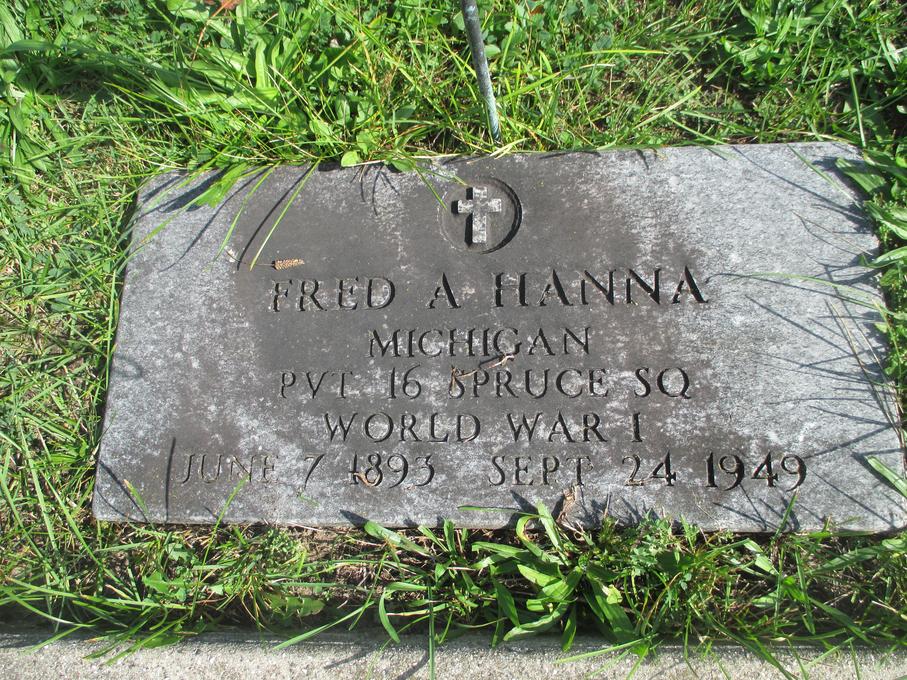 FRED A HANNA
MICHIGAN
PVT 16 SPRUCE SQ
WORLD WAR I
JUNE 7 1893 SEPT 24 1949